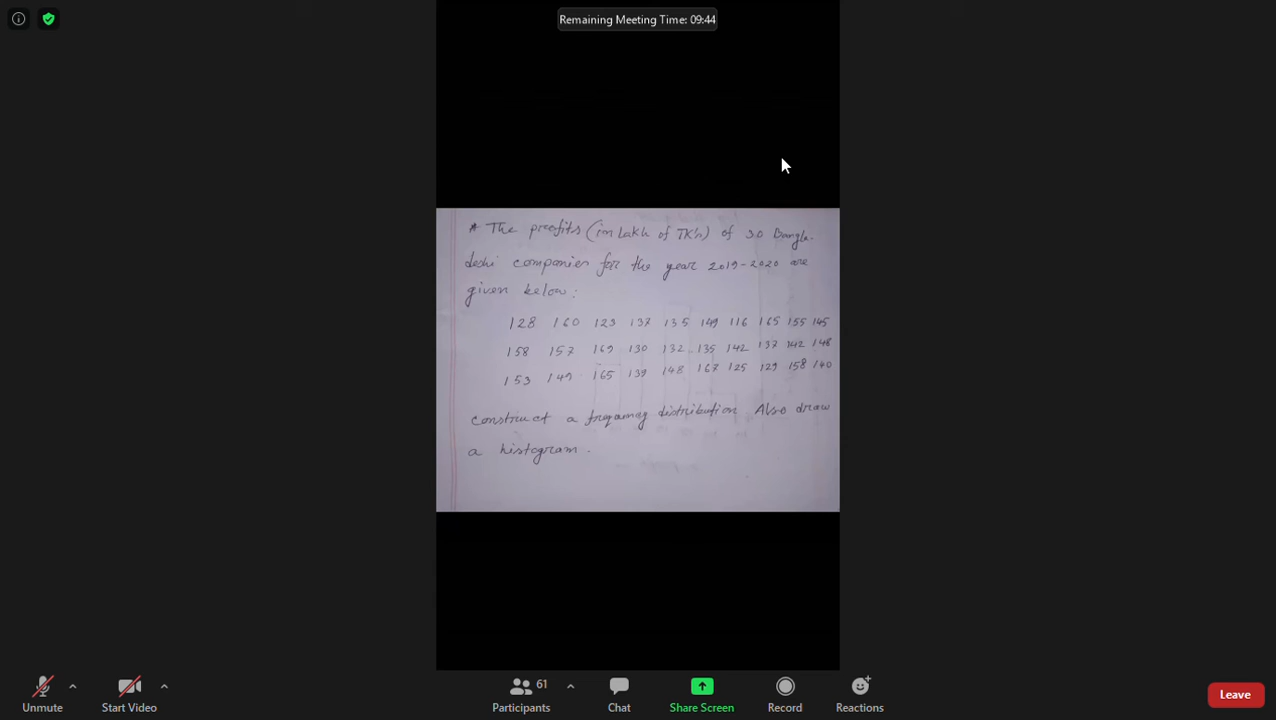 Remaining Meeting Time: 09:44
* The profits (in lakh of Tkh) of 30 Bangla-
deshi companies for the year 2019-2020 are
given below:
128 160 123 137 135 149 116 165 155 145
158 157 169 130 132 135 142 137 142 148
153 149 165 139 148 167 125 129 158 140
construct a distribution Also draw
a histogram.
Unmute
Start Video
61
Participants
Chat
Share Screen
Record
Reactions
Leave